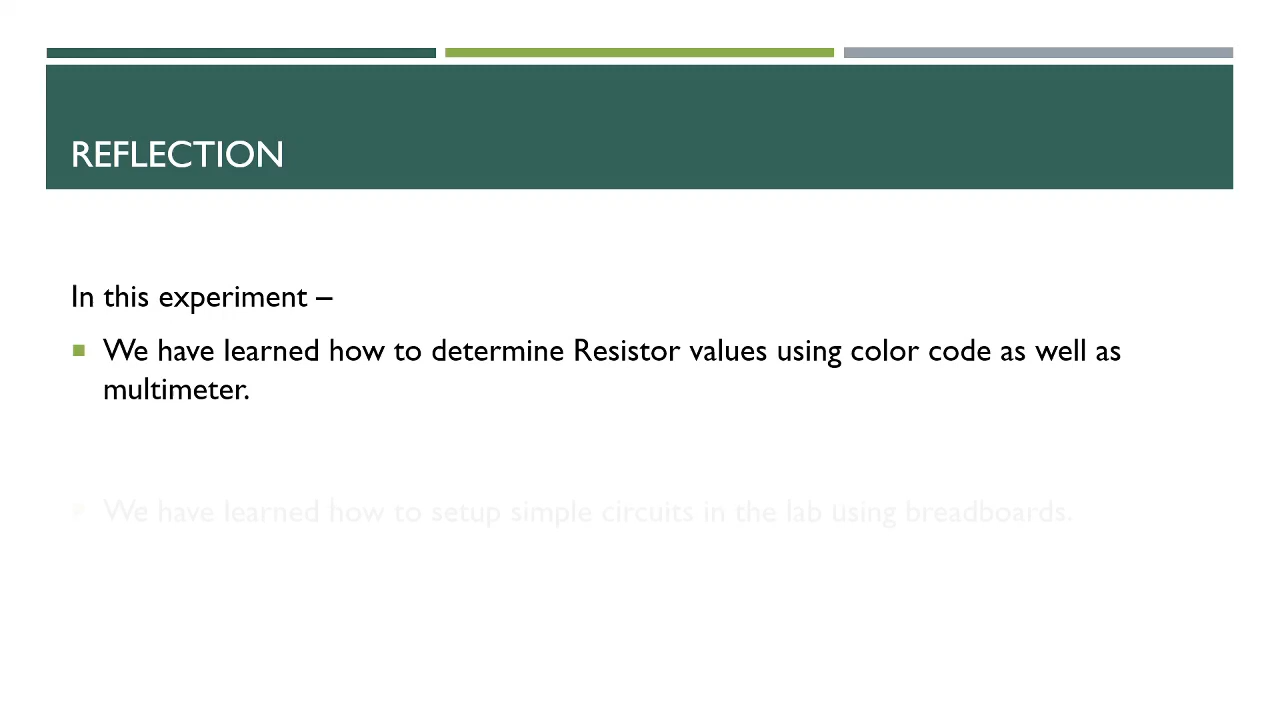 REFLECTION
In this experiment –
We have learned how to determine Resistor values using color code as well as
multimeter.
We have learned how to setup simple circuits in the lab using breadboards.